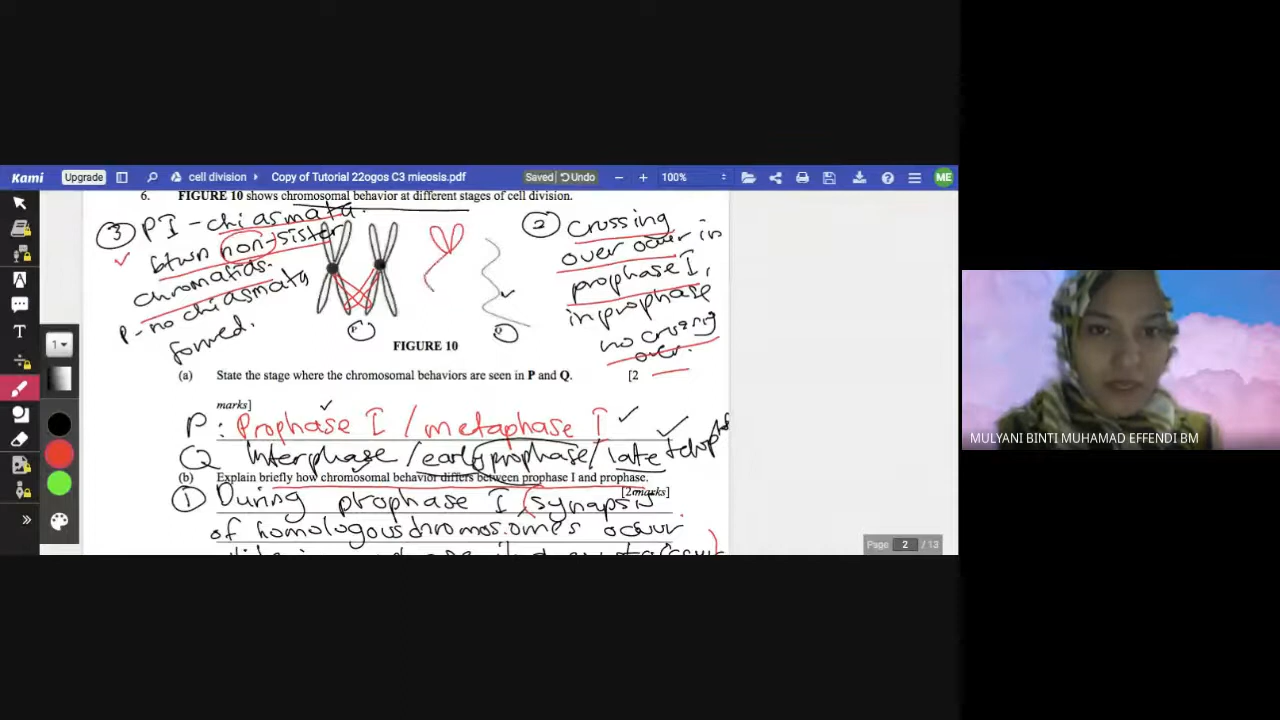 Kami
Upgrade
cell division
Copy of Tutorial 22ogos C3 mieosis.pdf
Saved
Undo
100%
ME
6. FIGURE 10 shows chromosomal behavior at different stages of cell division.
3 PI - chiasmata
btwn non-sister
chromatids.
P - no chiasmata
formed.
2 Crossing
over occur in
prophase I,
in prophase
no crossing
over.
FIGURE 10
(a) State the stage where the chromosomal behaviors are seen in P and Q. [2
marks]
P : Prophase I / metaphase I
Q Interphase / early prophase / late
(b) Explain briefly how chromosomal behavior differs between prophase I and prophase.
[2marks]
1 During prophase I, (synapsis
of homologous chromosomes occur
1
Page 2 / 13
MULYANI BINTI MUHAMAD EFFENDI BM